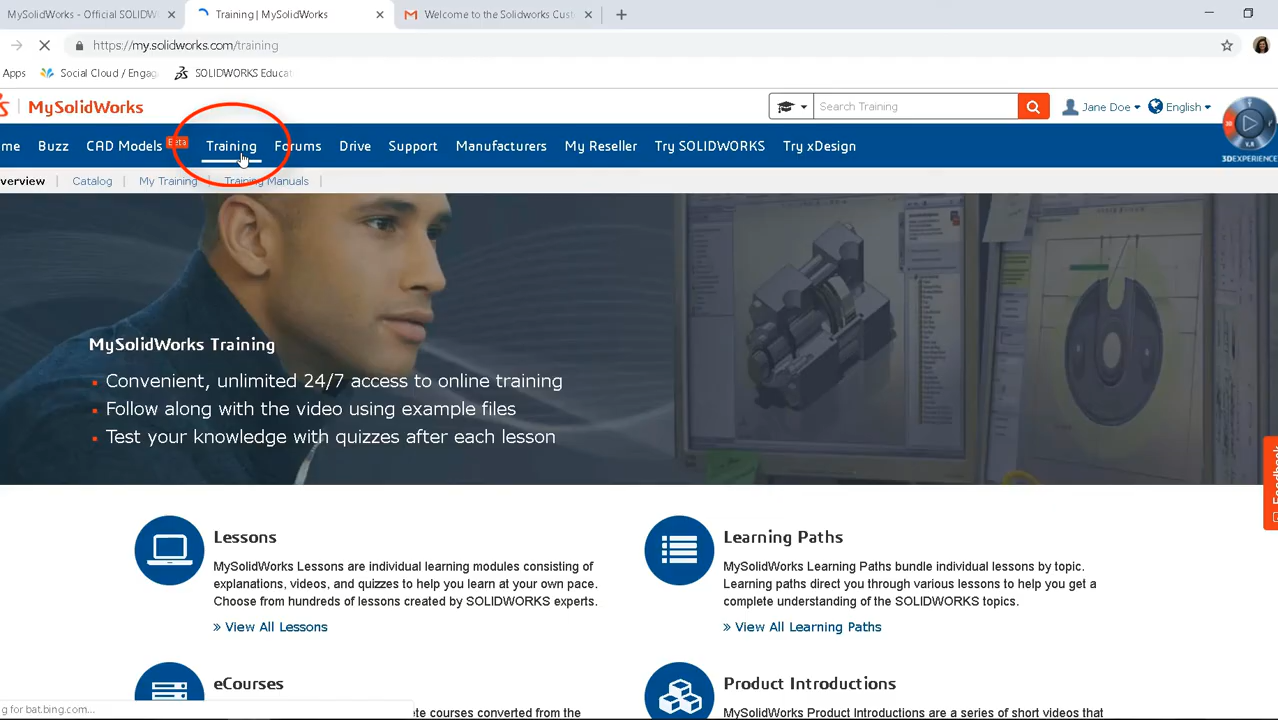 MySolidWorks - Official SOLIDW
Training | MySolidWorks
Welcome to the Solidworks Cust
https://my.solidworks.com/training
Apps
Social Cloud / Engag
SOLIDWORKS Educat
MySolidWorks
Search Training
Jane Doe
English
me
Buzz
CAD Models
Beta
Training
Forums
Drive
Support
Manufacturers
My Reseller
Try SOLIDWORKS
Try xDesign
3DEXPERIENCE
verview
Catalog
My Training
Training Manuals
MySolidWorks Training
Convenient, unlimited 24/7 access to online training
Follow along with the video using example files
Test your knowledge with quizzes after each lesson
Lessons
MySolidWorks Lessons are individual learning modules consisting of
explanations, videos, and quizzes to help you learn at your own pace.
Choose from hundreds of lessons created by SOLIDWORKS experts.
» View All Lessons
Learning Paths
MySolidWorks Learning Paths bundle individual lessons by topic.
Learning paths direct you through various lessons to help you get a
complete understanding of the SOLIDWORKS topics.
» View All Learning Paths
Feedback
eCourses
ete courses converted from the
Product Introductions
MySolidWorks Product Introductions are a series of short videos that
g for bat.bing.com...